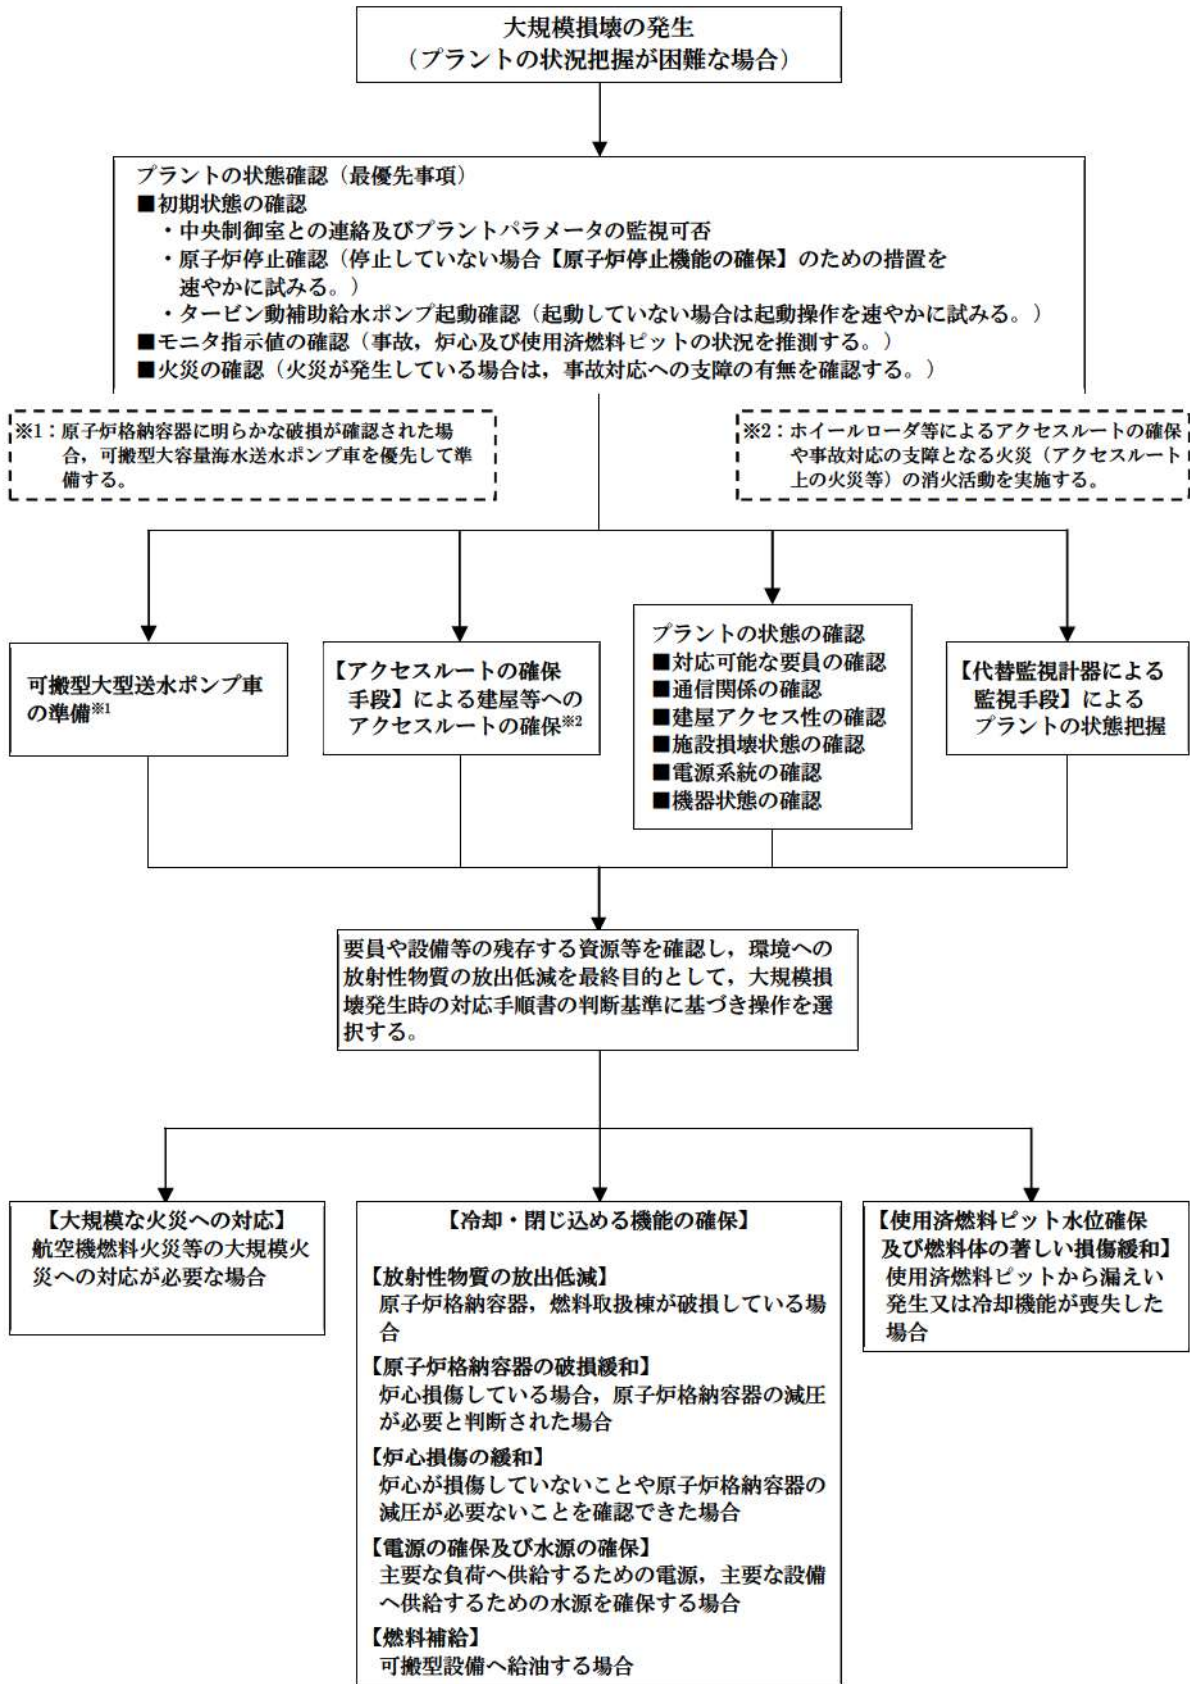 大規模損壊の発生
（プラントの状況把握が困難な場合）
プラントの状態確認（最優先事項）
■初期状態の確認
・中央制御室との連絡及びプラントパラメータの監視可否
・原子炉停止確認（停止していない場合【原子炉停止機能の確保】のための措置を
速やかに試みる。）
・タービン動補助給水ポンプ起動確認（起動していない場合は起動操作を速やかに試みる。）
■モニタ指示値の確認（事故，炉心及び使用済燃料ピットの状況を推測する。）
■火災の確認（火災が発生している場合は，事故対応への支障の有無を確認する。）
※1：原子炉格納容器に明らかな破損が確認された場
合，可搬型大容量海水送水ポンプ車を優先して準
備する。
※2：ホイールローダ等によるアクセスルートの確保
や事故対応の支障となる火災（アクセスルート
上の火災等）の消火活動を実施する。
可搬型大型送水ポンプ車
の準備※1
【アクセスルートの確保
手段】による建屋等への
アクセスルートの確保※2
プラントの状態の確認
■対応可能な要員の確認
■通信関係の確認
■建屋アクセス性の確認
■施設損壊状態の確認
■電源系統の確認
■機器状態の確認
【代替監視計器による
監視手段】による
プラントの状態把握
要員や設備等の残存する資源等を確認し，環境への
放射性物質の放出低減を最終目的として，大規模損
壊発生時の対応手順書の判断基準に基づき操作を選
択する。
【大規模な火災への対応】
航空機燃料火災等の大規模火
災への対応が必要な場合
【冷却・閉じ込める機能の確保】
【放射性物質の放出低減】
原子炉格納容器，燃料取扱棟が破損している場
合
【原子炉格納容器の破損緩和】
炉心損傷している場合，原子炉格納容器の減圧
が必要と判断された場合
【炉心損傷の緩和】
炉心が損傷していないことや原子炉格納容器の
減圧が必要ないことを確認できた場合
【電源の確保及び水源の確保】
主要な負荷へ供給するための電源，主要な設備
へ供給するための水源を確保する場合
【燃料補給】
可搬型設備へ給油する場合
【使用済燃料ピット水位確保
及び燃料体の著しい損傷緩和】
使用済燃料ピットから漏えい
発生又は冷却機能が喪失した
場合